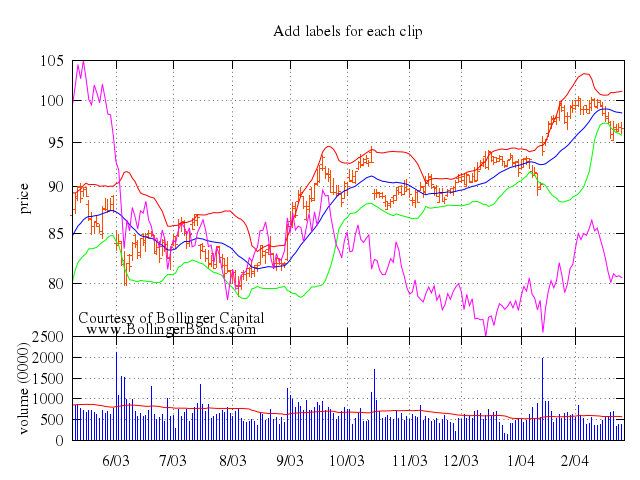 Add labels for each clip
105
100
95
90
85
80
price
Courtesy of Bollinger Capital
www.BollingerBands.com
2500
2000
1500
1000
500
0
volume (0000)
6/03 7/03 8/03 9/03 10/03 11/03 12/03 1/04 2/04